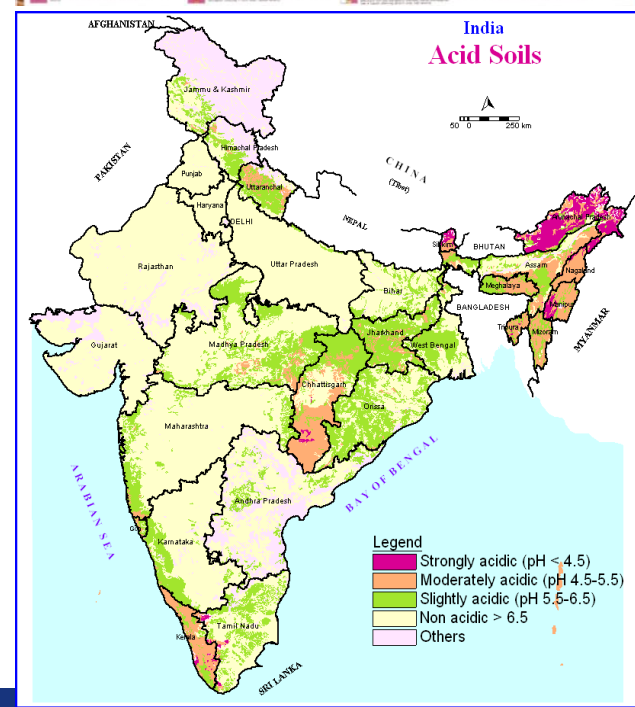 AFGHANISTAN
India
Acid Soils
50 0 250 km
Jammu & Kashmir
PAKISTAN
Himachal Pradesh
CHINA
(Tibet)
Punjab
Uttaranchal
Haryana
DELHI
NEPAL
Arunachal Pradesh
Sikkim
BHUTAN
Rajasthan
Uttar Pradesh
Assam
Nagaland
Bihar
Meghalaya
BANGLADESH
Manipur
Gujarat
Madhya Pradesh
Jharkhand
West Bengal
Tripura
Mizoram
MYANMAR
Chhattisgarh
Orissa
Maharashtra
ARABIAN SEA
BAY OF BENGAL
Andhra Pradesh
Goa
Karnataka
Legend
Strongly acidic (pH < 4.5)
Moderately acidic (pH 4.5-5.5)
Slightly acidic (pH 5.5-6.5)
Non acidic > 6.5
Others
Kerala
Tamil Nadu
SRI LANKA